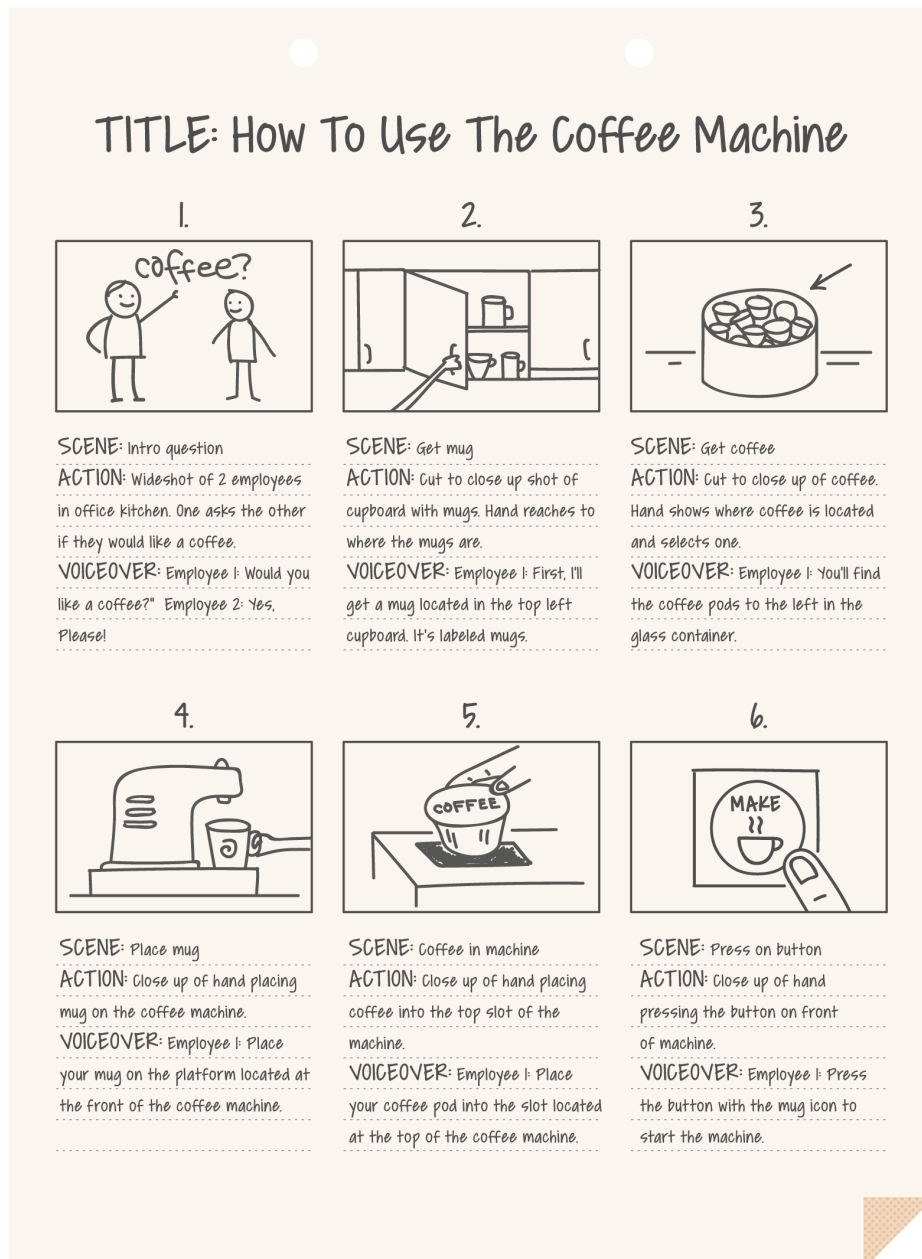 TITLE: How To Use The Coffee Machine
1.
coffee?
SCENE: Intro question
ACTION: Wideshot of 2 employees
in office kitchen. One asks the other
if they would like a coffee.
VOICEOVER: Employee 1: Would you
like a coffee?" Employee 2: Yes,
Please!
2.
SCENE: Get mug
ACTION: Cut to close up shot of
cupboard with mugs. Hand reaches to
where the mugs are.
VOICEOVER: Employee 1: First, I'll
get a mug located in the top left
cupboard. It's labeled mugs.
3.
SCENE: Get coffee
ACTION: Cut to close up of coffee.
Hand shows where coffee is located
and selects one.
VOICEOVER: Employee 1: You'll find
the coffee pods to the left in the
glass container.
4.
SCENE: Place mug
ACTION: Close up of hand placing
mug on the coffee machine.
VOICEOVER: Employee 1: Place
your mug on the platform located at
the front of the coffee machine.
5.
COFFEE
SCENE: Coffee in machine
ACTION: Close up of hand placing
coffee into the top slot of the
machine.
VOICEOVER: Employee 1: Place
your coffee pod into the slot located
at the top of the coffee machine.
6.
MAKE
SCENE: Press on button
ACTION: Close up of hand
pressing the button on front
of machine.
VOICEOVER: Employee 1: Press
the button with the mug icon to
start the machine.